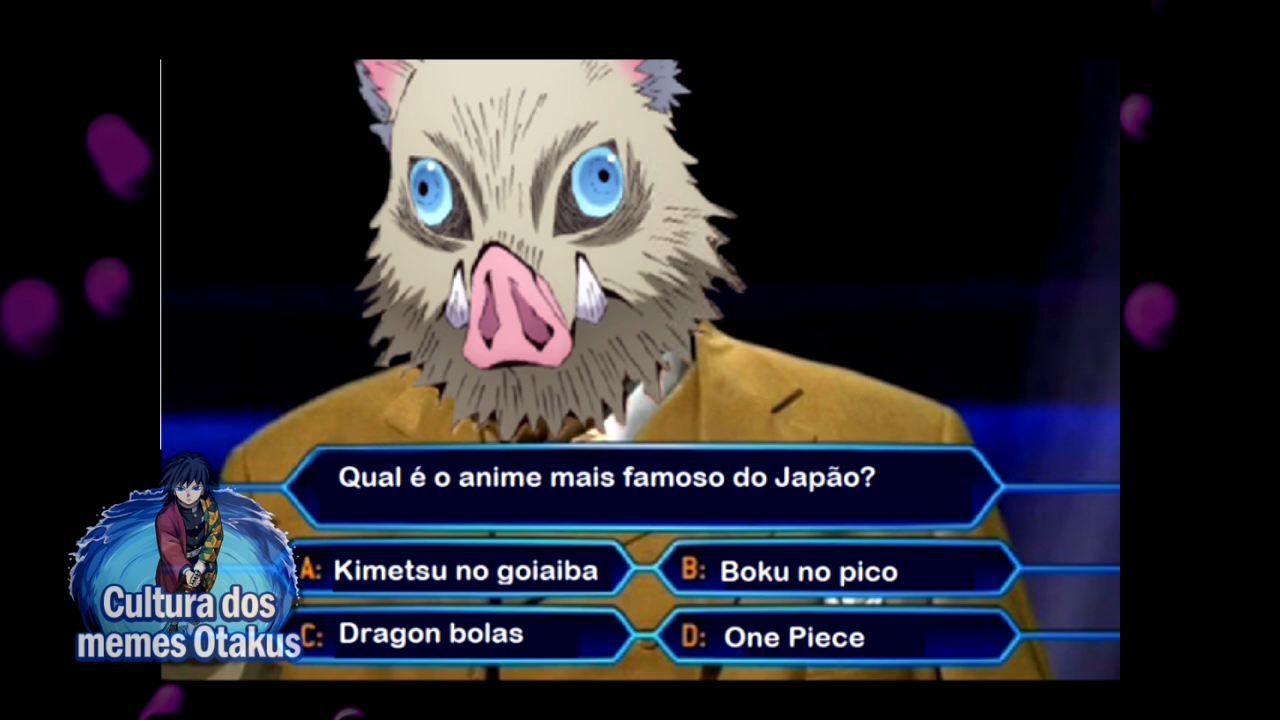 Qual é o anime mais famoso do Japão?
A: Kimetsu no goiaiba
B: Boku no pico
C: Dragon bolas
D: One Piece
Cultura dos
memes Otakus